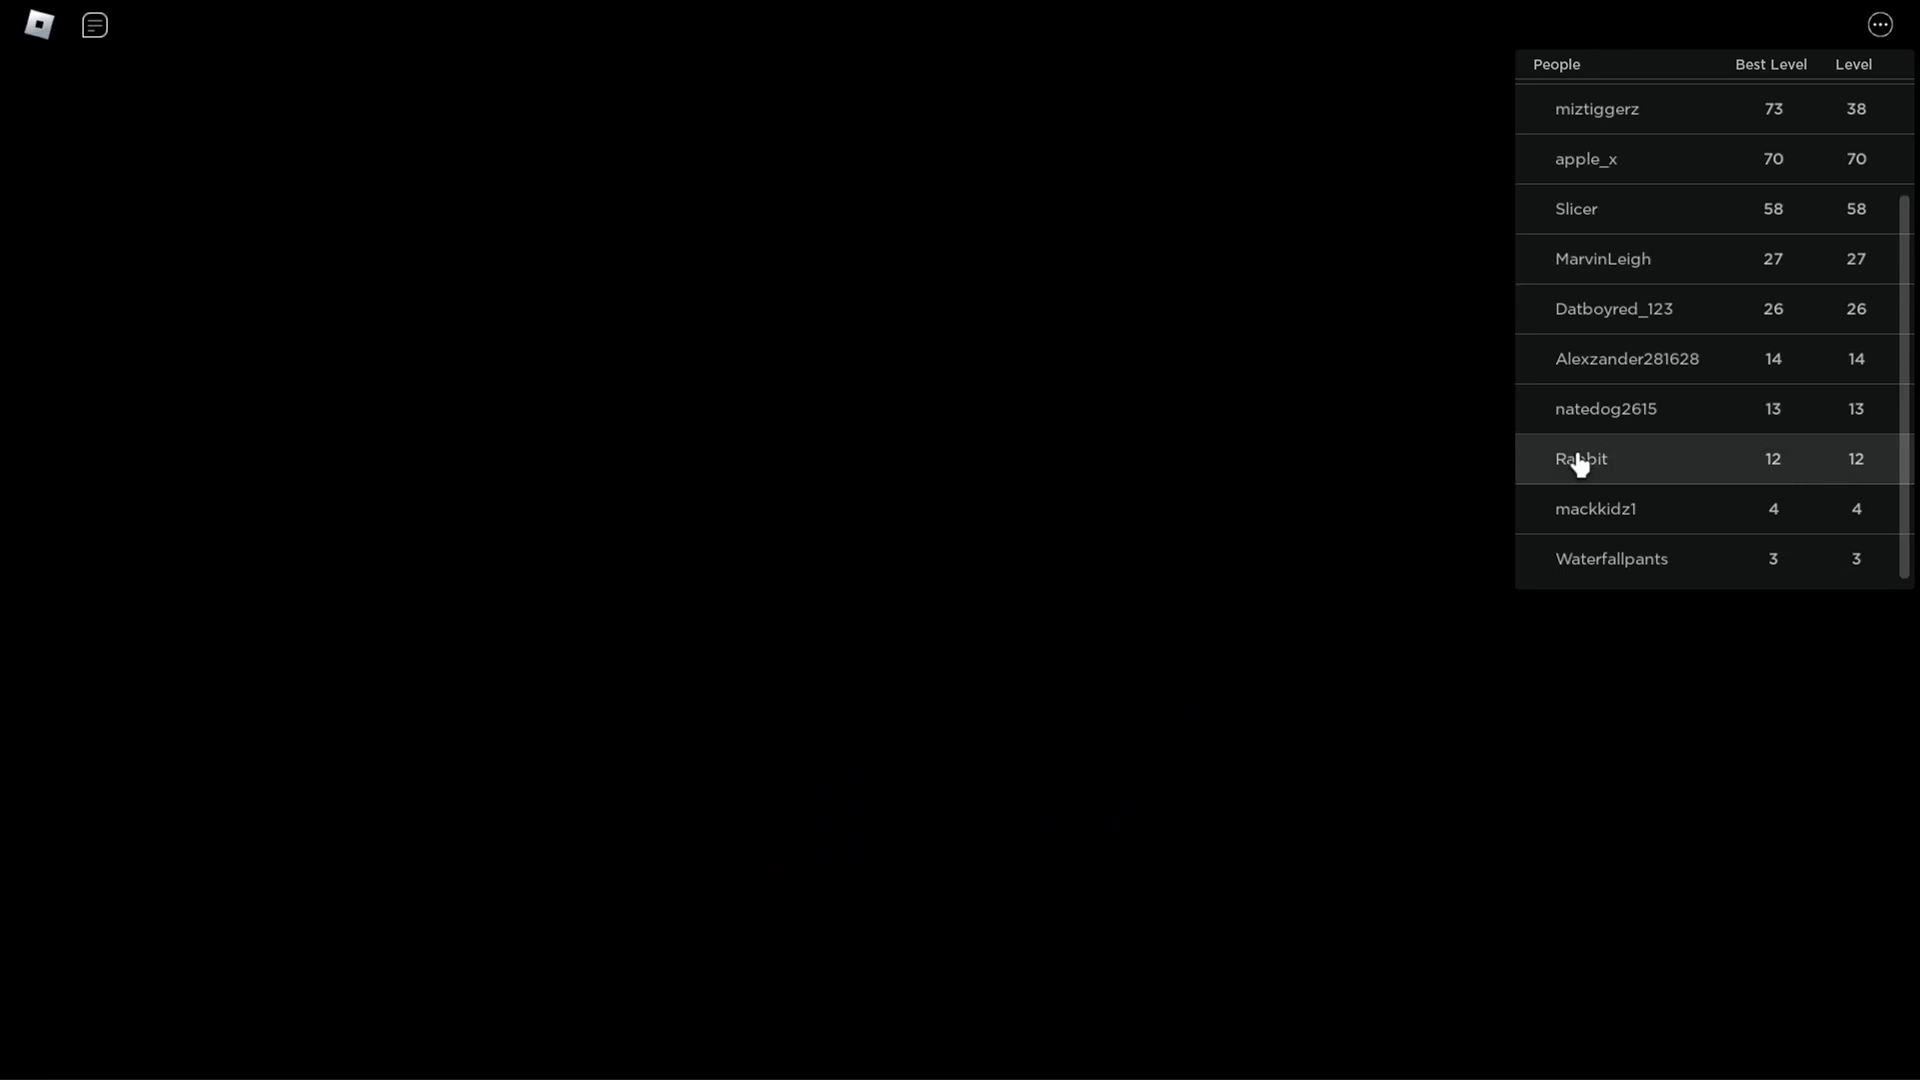 People Best Level Level
miztiggerz 73 38
apple_x 70 70
Slicer 58 58
MarvinLeigh 27 27
Datboyred_123 26 26
Alexzander281628 14 14
natedog2615 13 13
Rabbit 12 12
mackkidz1 4 4
Waterfallpants 3 3